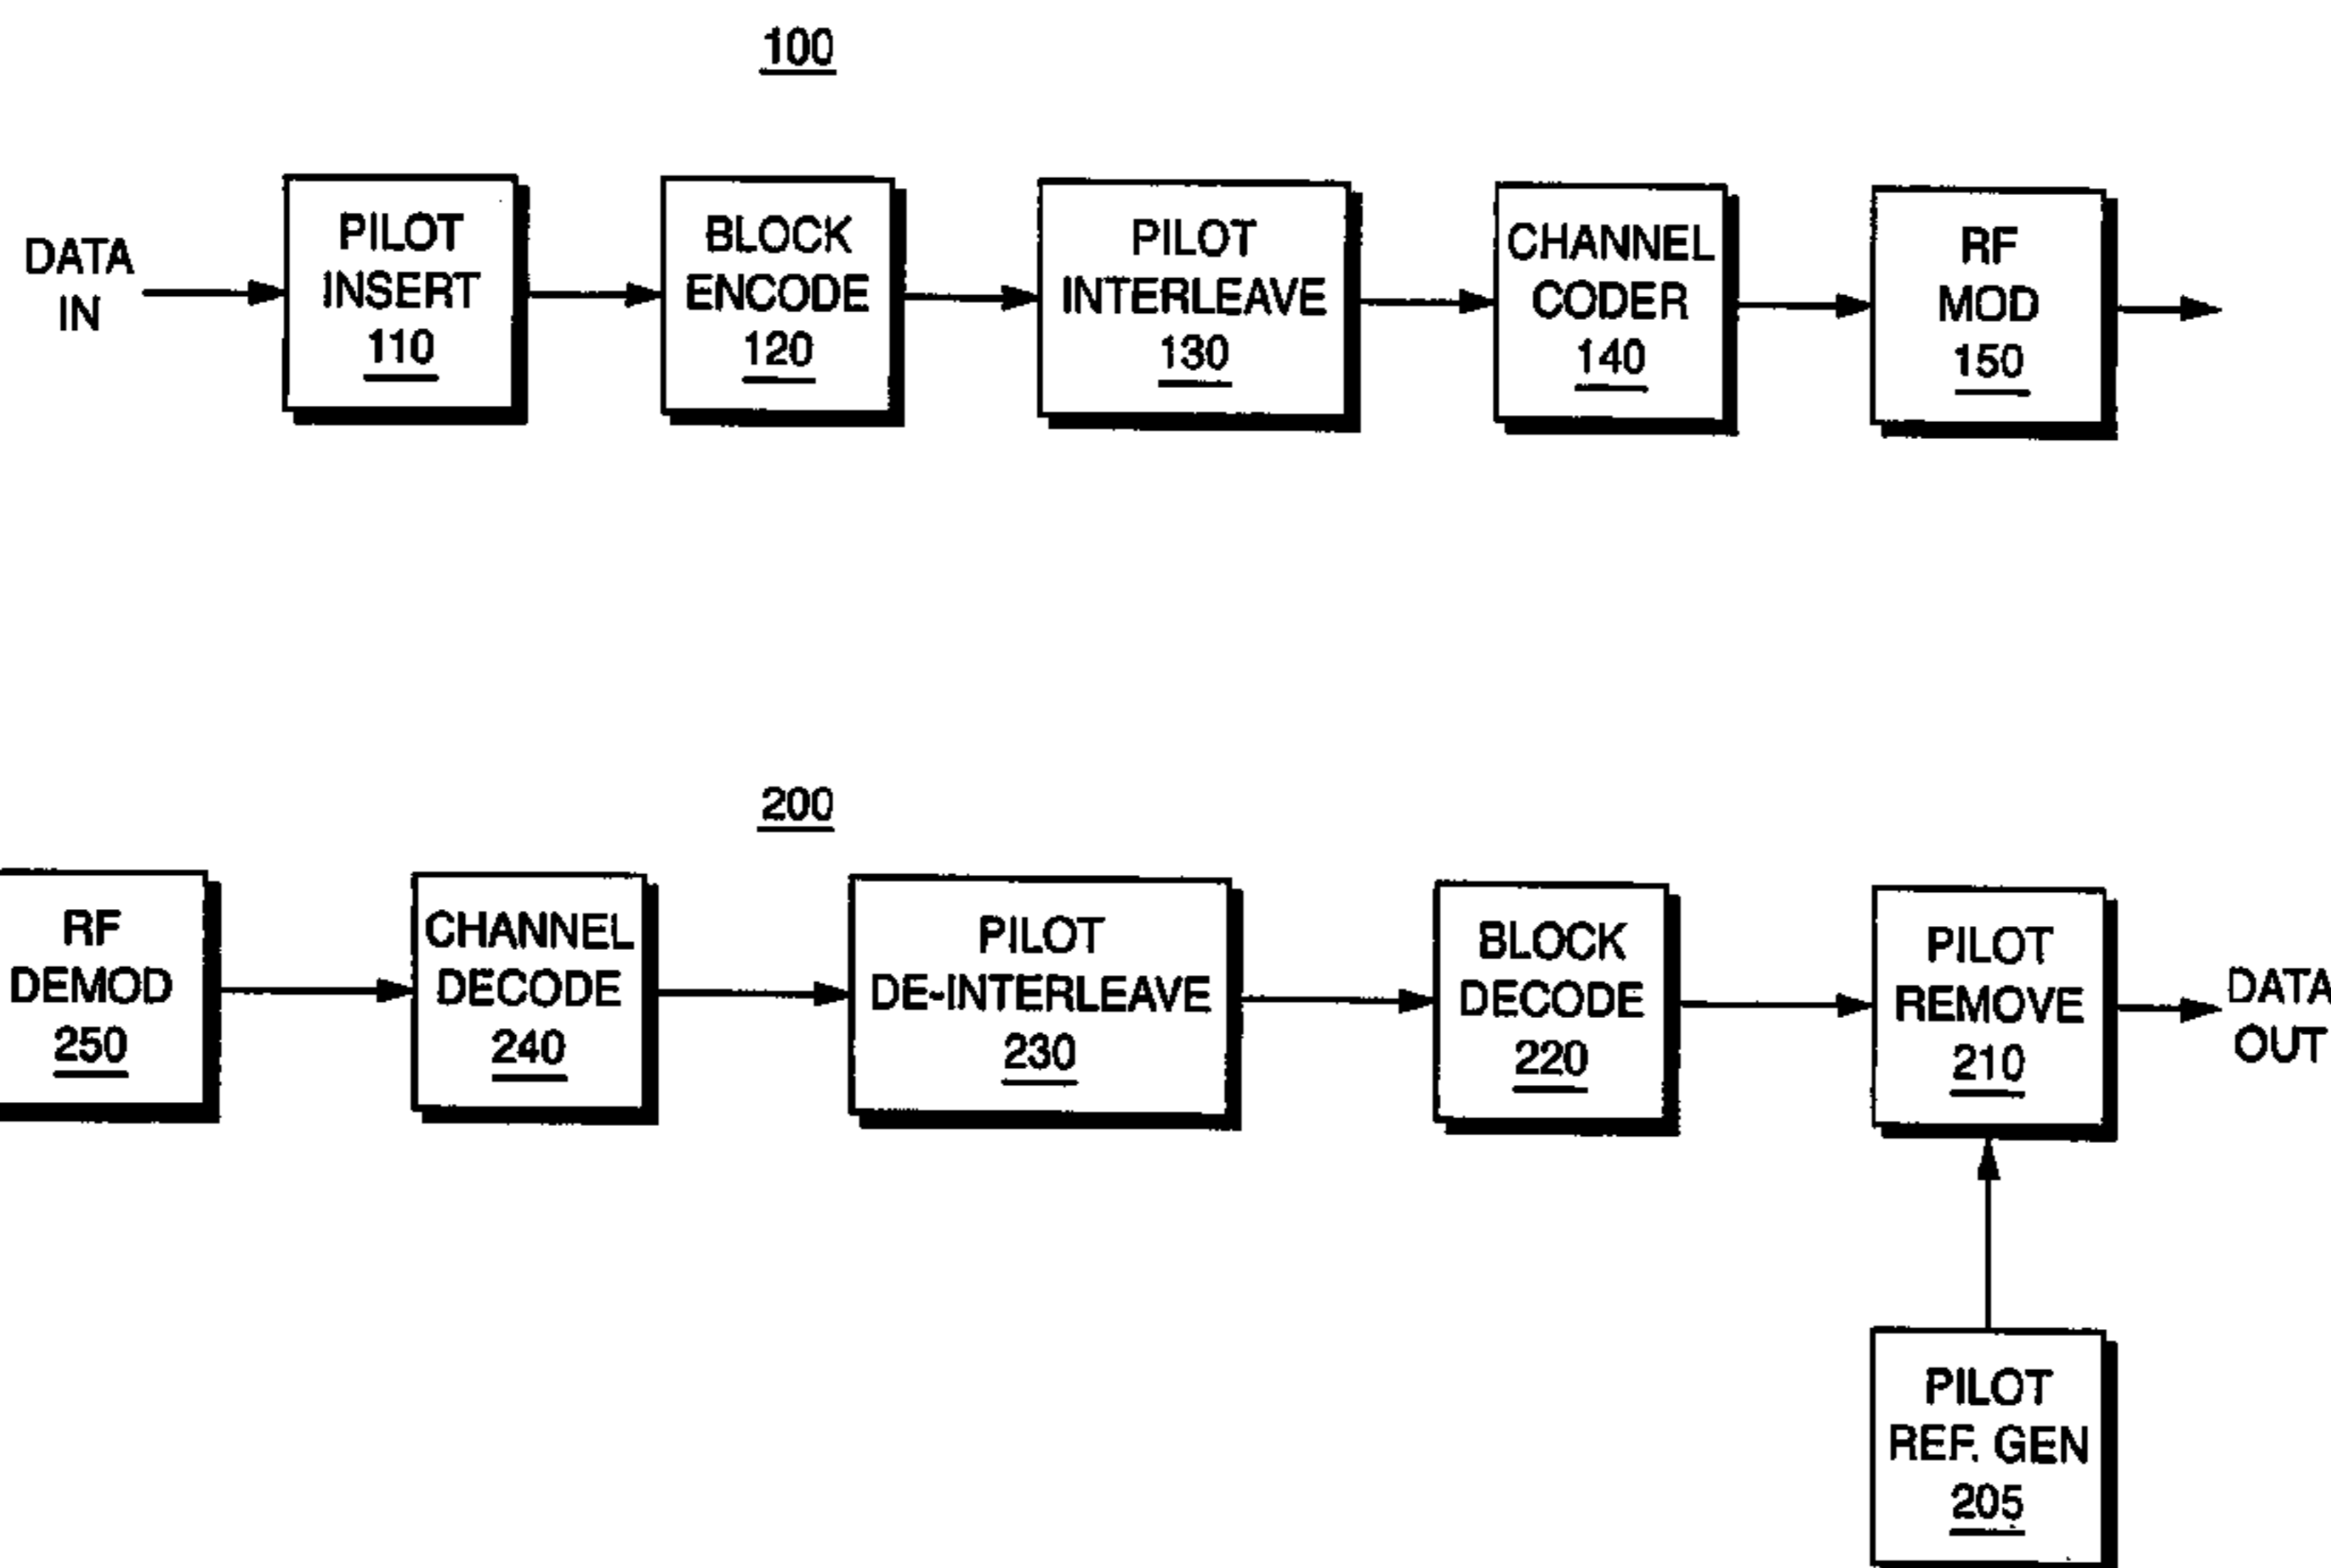 100
DATA
IN
PILOT
INSERT
110
BLOCK
ENCODE
120
PILOT
INTERLEAVE
130
CHANNEL
CODER
140
RF
MOD
150
200
RF
DEMOD
250
CHANNEL
DECODE
240
PILOT
DE-INTERLEAVE
230
BLOCK
DECODE
220
PILOT
REMOVE
210
DATA
OUT
PILOT
REF. GEN
205